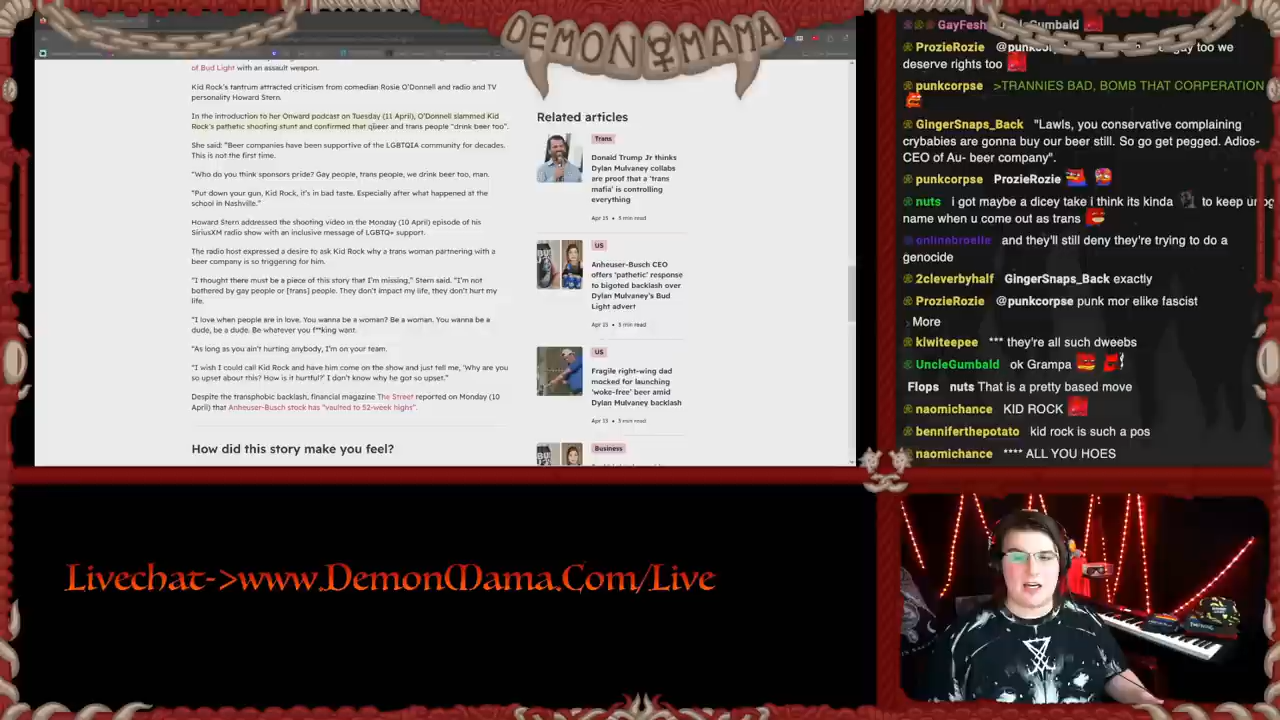 DEMON MAMA
of Bud Light with an assault weapon.
Kid Rock's tantrum attracted criticism from comedian Rosie O'Donnell and radio and TV
personality Howard Stern.
In the introduction to her Onward podcast on Tuesday (11 April), O'Donnell slammed Kid
Rock's pathetic shooting stunt and confirmed that queer and trans people "drink beer too".
She said: "Beer companies have been supportive of the LGBTQIA community for decades.
This is not the first time.
"Who do you think sponsors pride? Gay people, trans people, we drink beer too, man.
"Put down your gun, Kid Rock, it's in bad taste. Especially after what happened at the
school in Nashville."
Howard Stern addressed the shooting video in the Monday (10 April) episode of his
SiriusXM radio show with an inclusive message of LGBTQ+ support.
The radio host expressed a desire to ask Kid Rock why a trans woman partnering with a
beer company is so triggering for him.
"I thought there must be a piece of this story that I'm missing," Stern said. "I'm not
bothered by gay people or [trans] people. They don't impact my life, they don't hurt my
life.
"I love when people are in love. You wanna be a woman? Be a woman. You wanna be a
dude, be a dude. Be whatever you f**king want.
"As long as you ain't hurting anybody, I'm on your team.
"I wish I could call Kid Rock and have him come on the show and just tell me, 'Why are you
so upset about this? How is it hurtful?' I don't know why he got so upset."
Despite the transphobic backlash, financial magazine The Street reported on Monday (10
April) that Anheuser-Busch stock has "vaulted to 52-week highs".
How did this story make you feel?
Related articles
Trans
Donald Trump Jr thinks
Dylan Mulvaney collabs
are proof that a 'trans
mafia' is controlling
everything
Apr 15 • 3 min read
US
Anheuser-Busch CEO
offers 'pathetic' response
to bigoted backlash over
Dylan Mulvaney's Bud
Light advert
Apr 15 • 3 min read
US
Fragile right-wing dad
mocked for launching
'woke-free' beer amid
Dylan Mulvaney backlash
Apr 13 • 3 min read
Business
GayFesh Gumbald
ProzieRozie @punkco gay too we
deserve rights too
punkcorpse >TRANNIES BAD, BOMB THAT CORPERATION
GingerSnaps_Back "Lawls, you conservative complaining
crybabies are gonna buy our beer still. So go get pegged. Adios-
CEO of Au- beer company".
punkcorpse ProzieRozie
nuts i got maybe a dicey take i think its kinda to keep ur
name when u come out as trans
onlinebroelle and they'll still deny they're trying to do a
genocide
2cleverbyhalf GingerSnaps_Back exactly
ProzieRozie @punkcorpse punk mor elike fascist
More
kiwiteepee *** they're all such dweebs
UncleGumbald ok Grampa
Flops nuts That is a pretty based move
naomichance KID ROCK
benniferthepotato kid rock is such a pos
naomichance **** ALL YOU HOES
Livechat->www.DemonMama.Com/Live